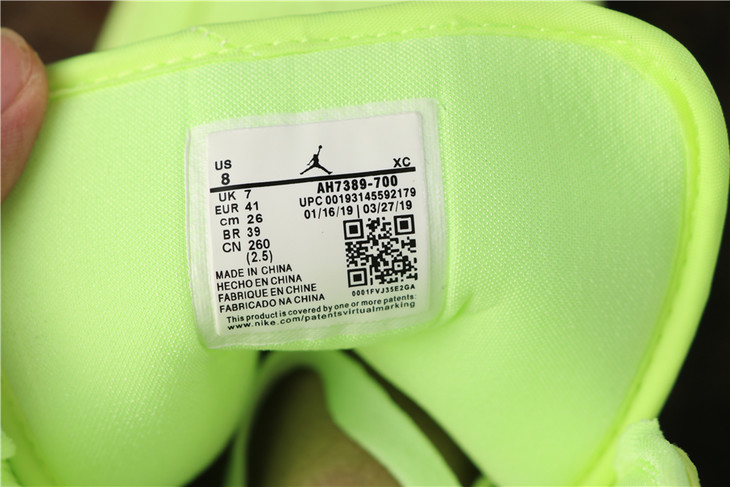 US XC
8 AH7389-700
UK 7 UPC 00193145592179
EUR 41 01/16/19 | 03/27/19
cm 26
BR 39
CN 260
(2.5)
MADE IN CHINA
HECHO EN CHINA
FABRIQUE EN CHINE
FABRICADO NA CHINA
0001FVJ35E2GA
This product is covered by one or more patents:
www.nike.com/patentsvirtualmarking